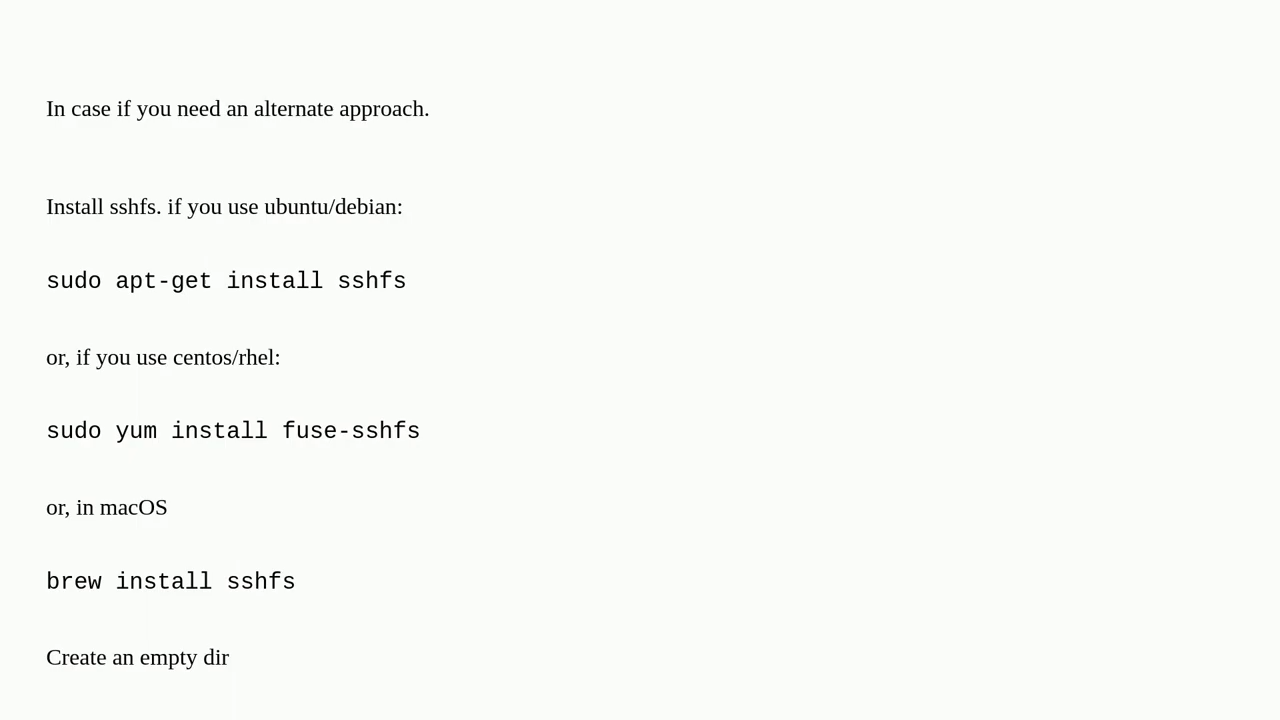 In case if you need an alternate approach.
Install sshfs. if you use ubuntu/debian:
sudo apt-get install sshfs
or, if you use centos/rhel:
sudo yum install fuse-sshfs
or, in macOS
brew install sshfs
Create an empty dir